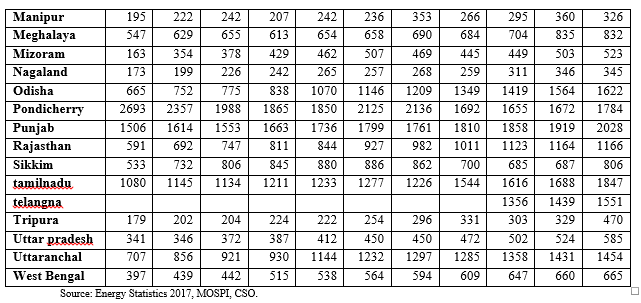 Manipur 195 222 242 207 242 236 353 266 295 360 326
Meghalaya 547 629 655 613 654 658 690 684 704 835 832
Mizoram 163 354 378 429 462 507 469 445 449 503 523
Nagaland 173 199 226 242 265 257 268 259 311 346 345
Odisha 665 752 775 838 1070 1146 1209 1349 1419 1564 1622
Pondicherry 2693 2357 1988 1865 1850 2125 2136 1692 1655 1672 1784
Punjab 1506 1614 1553 1663 1736 1799 1761 1810 1858 1919 2028
Rajasthan 591 692 747 811 844 927 982 1011 1123 1164 1166
Sikkim 533 732 806 845 880 886 862 700 685 687 806
tamilnadu 1080 1145 1134 1211 1233 1277 1226 1544 1616 1688 1847
telangna 1356 1439 1551
Tripura 179 202 204 224 222 254 296 331 303 329 470
Uttar pradesh 341 346 372 387 412 450 450 472 502 524 585
Uttaranchal 707 856 921 930 1144 1232 1297 1285 1358 1431 1454
West Bengal 397 439 442 515 538 564 594 609 647 660 665
Source: Energy Statistics 2017, MOSPI, CSO.